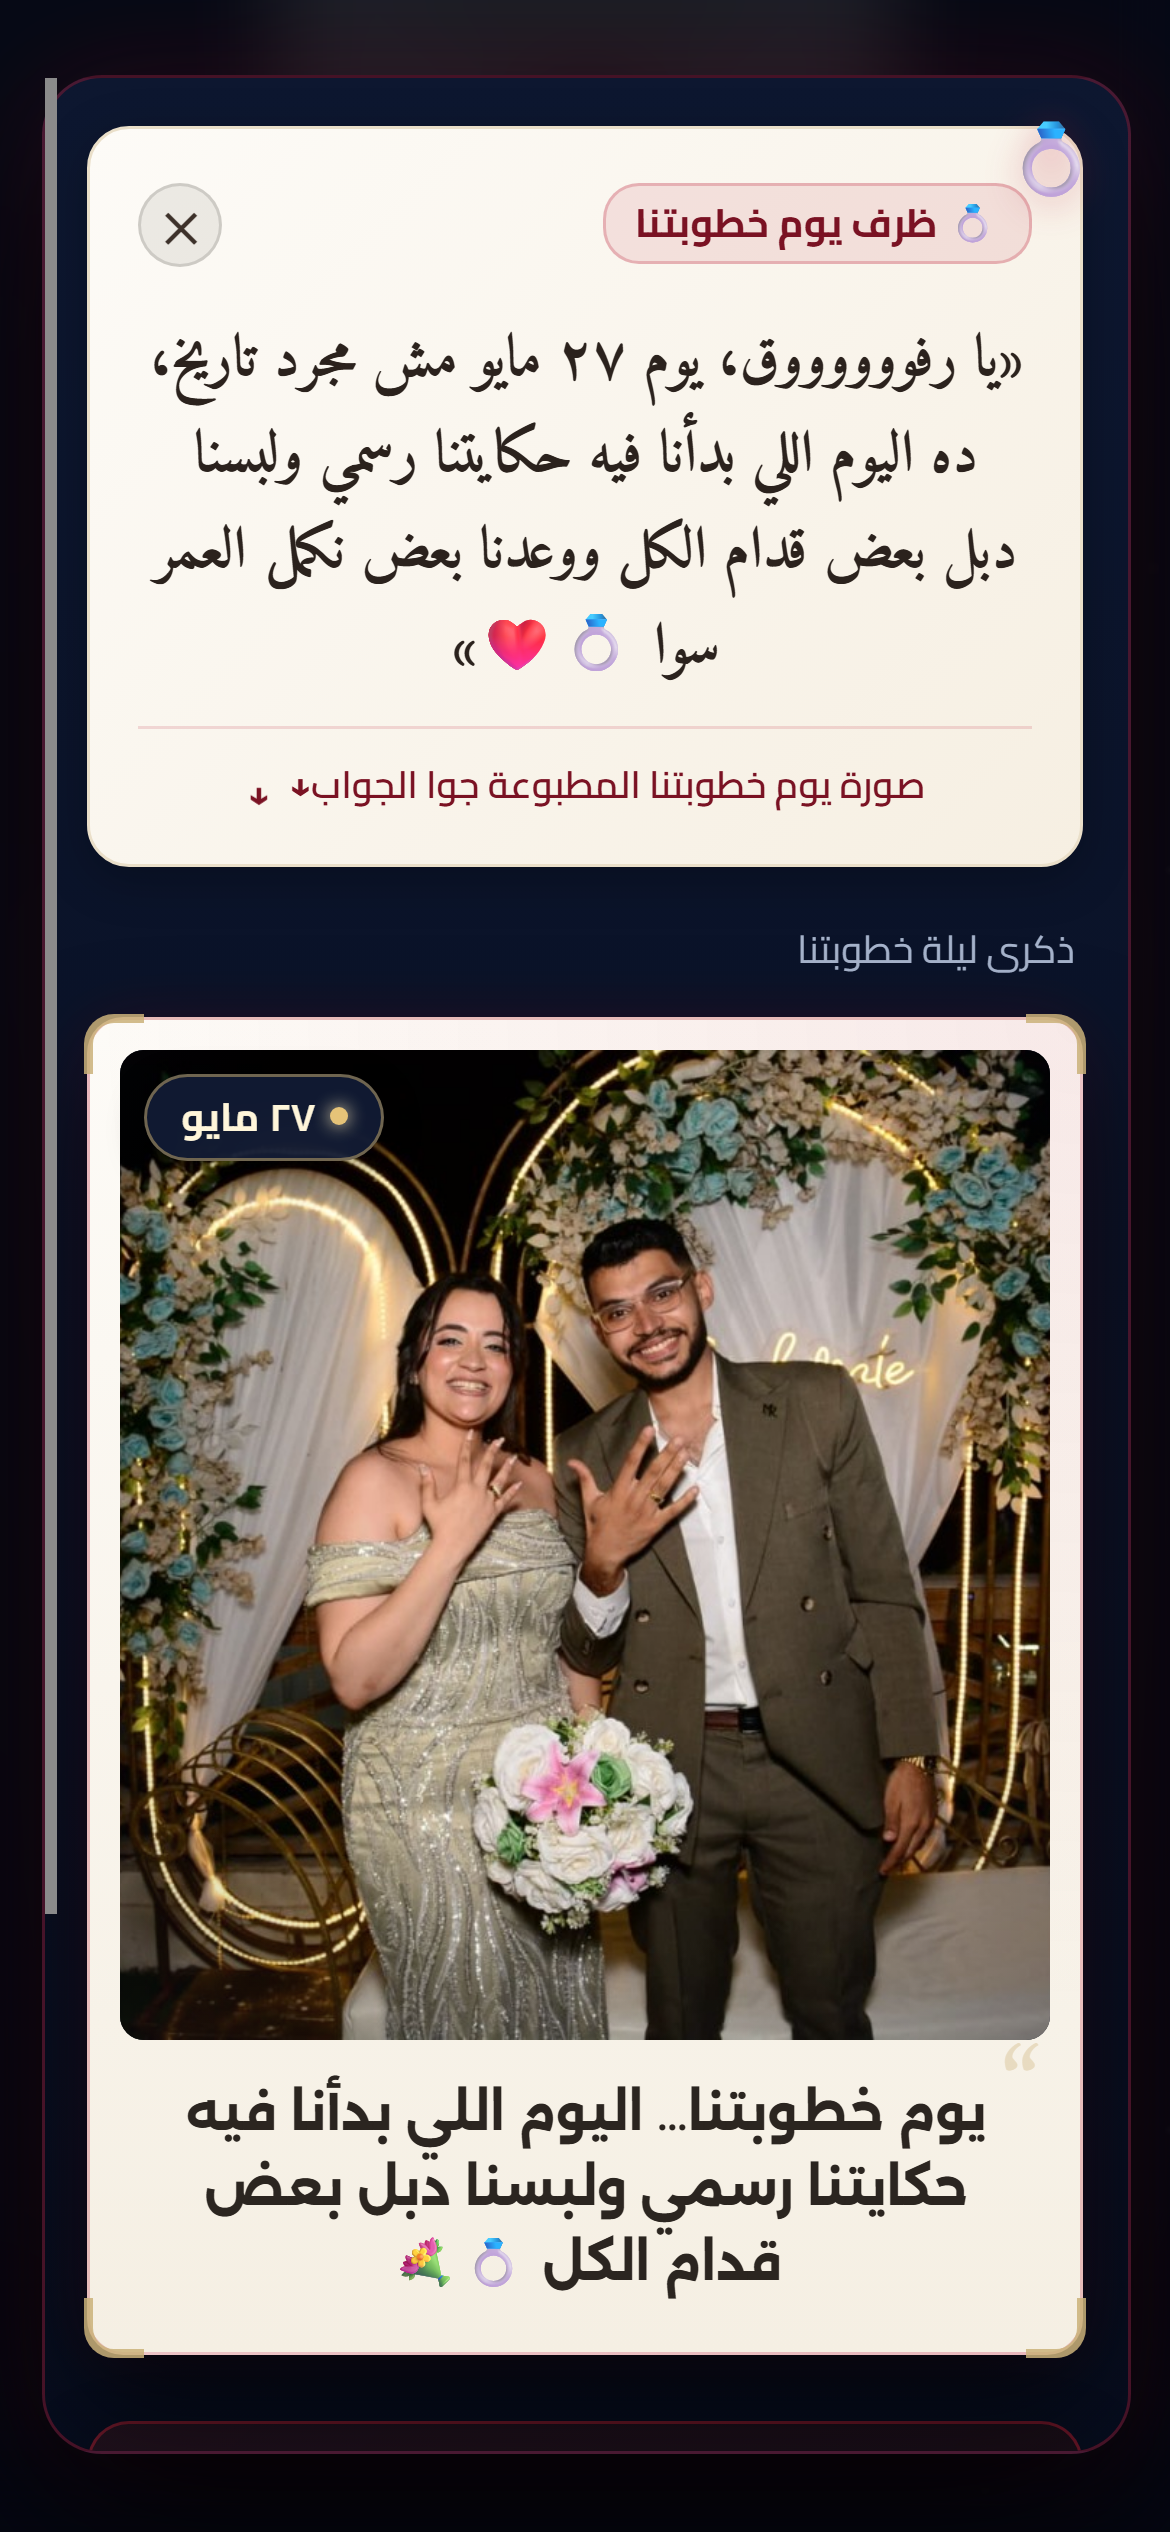 ظرف يوم خطوبتنا 💍
«يا رفوووووووق، يوم ٢٧ مايو مش مجرد تاريخ،
ده اليوم اللي بدأنا فيه حكايتنا رسمي ولبسنا
دبل بعض قدام الكل ووعدنا بعض نكمل العمر
سوا 💍❤️»
صورة يوم خطوبتنا المطبوعة جوا الجواب↓ ↓
ذكرى ليلة خطوبتنا
٢٧ مايو
يوم خطوبتنا... اليوم اللي بدأنا فيه
حكايتنا رسمي ولبسنا دبل بعض
قدام الكل 💍💐